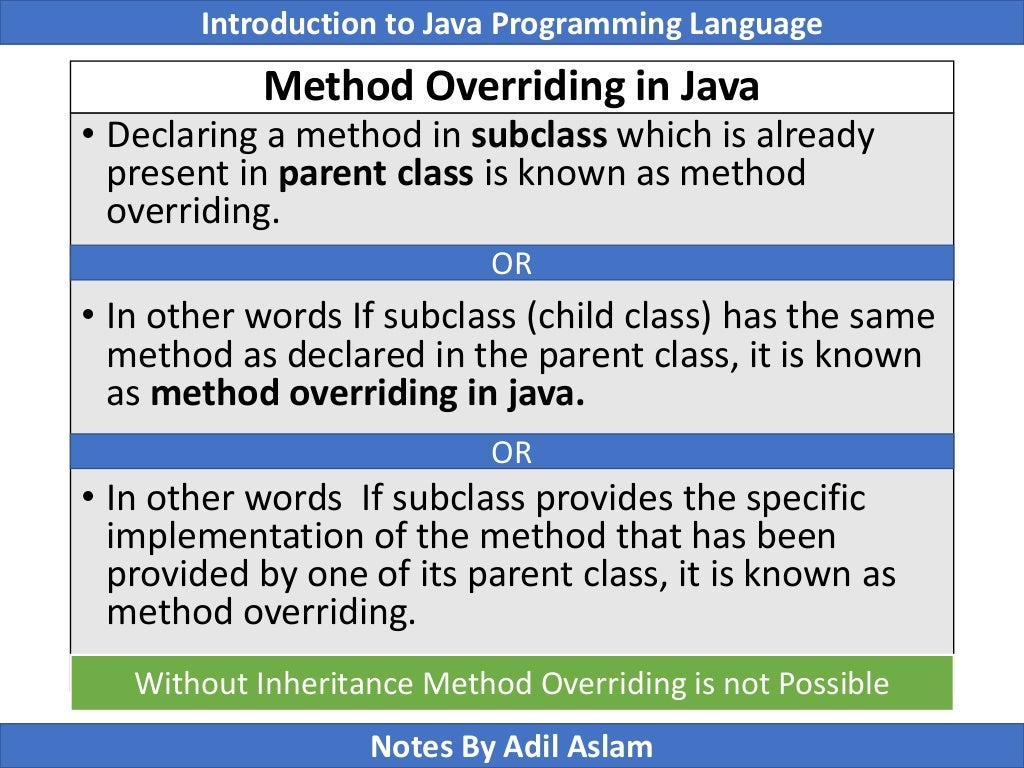 Introduction to Java Programming Language
Method Overriding in Java
• Declaring a method in subclass which is already
present in parent class is known as method
overriding.
OR
• In other words If subclass (child class) has the same
method as declared in the parent class, it is known
as method overriding in java.
OR
• In other words  If subclass provides the specific
implementation of the method that has been
provided by one of its parent class, it is known as
method overriding.
Without Inheritance Method Overriding is not Possible
Notes By Adil Aslam